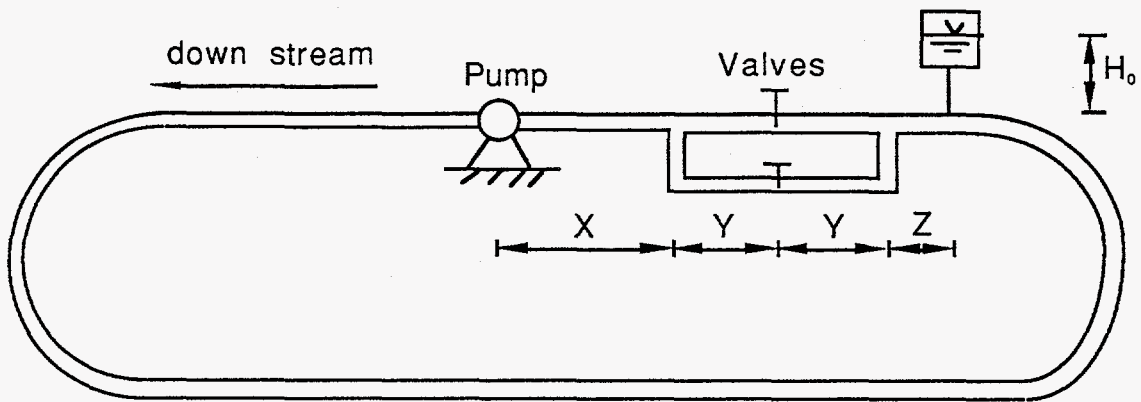 down stream
Pump
Valves
H₀
X
Y
Y
Z